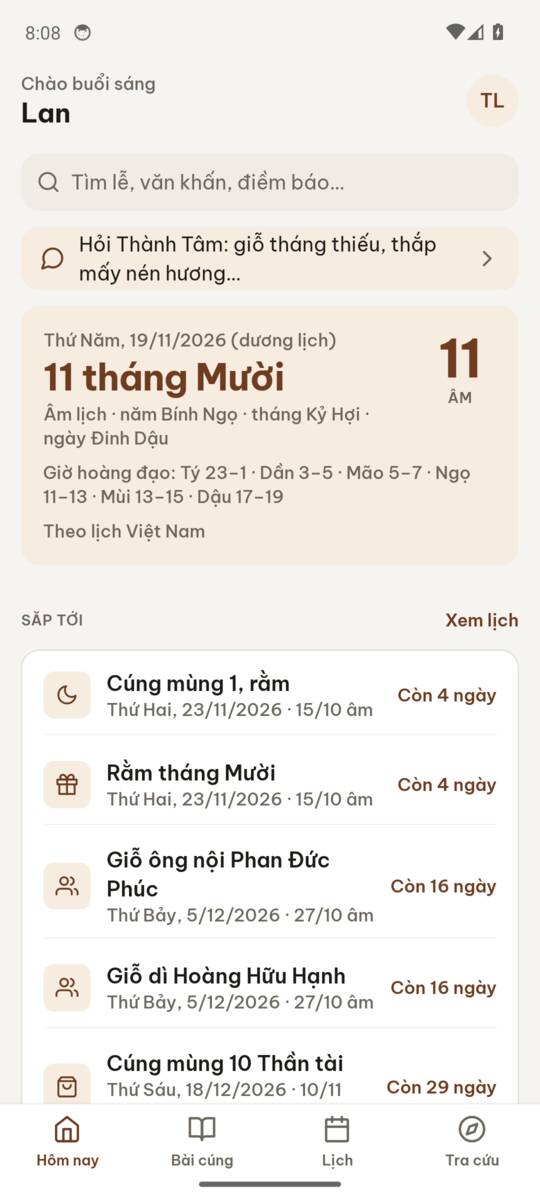 8:08
Chào buổi sáng
Lan
TL
Tìm lễ, văn khấn, điềm báo...
Hỏi Thành Tâm: giỗ tháng thiếu, thắp
mấy nén hương...
Thứ Năm, 19/11/2026 (dương lịch)
11 tháng Mười
11
ÂM
Âm lịch · năm Bính Ngọ · tháng Kỷ Hợi ·
ngày Đinh Dậu
Giờ hoàng đạo: Tý 23–1 · Dần 3–5 · Mão 5–7 · Ngọ
11–13 · Mùi 13–15 · Dậu 17–19
Theo lịch Việt Nam
SẮP TỚI
Xem lịch
Cúng mùng 1, rằm
Thứ Hai, 23/11/2026 · 15/10 âm
Còn 4 ngày
Rằm tháng Mười
Thứ Hai, 23/11/2026 · 15/10 âm
Còn 4 ngày
Giỗ ông nội Phan Đức
Phúc
Thứ Bảy, 5/12/2026 · 27/10 âm
Còn 16 ngày
Giỗ dì Hoàng Hữu Hạnh
Thứ Bảy, 5/12/2026 · 27/10 âm
Còn 16 ngày
Cúng mùng 10 Thần tài
Thứ Sáu, 18/12/2026 · 10/11
Còn 29 ngày
Hôm nay
Bài cúng
Lịch
Tra cứu